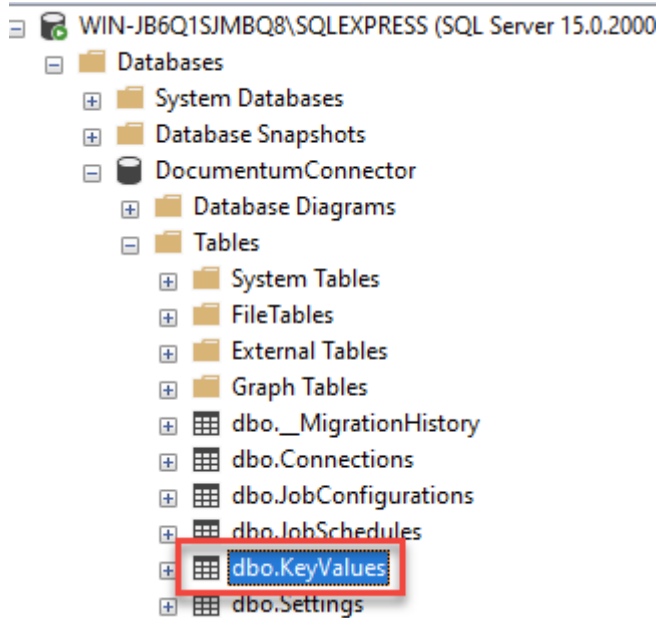 WIN-JB6Q1SJMBQ8\SQLEXPRESS (SQL Server 15.0.2000
Databases
System Databases
Database Snapshots
DocumentumConnector
Database Diagrams
Tables
System Tables
FileTables
External Tables
Graph Tables
dbo.__MigrationHistory
dbo.Connections
dbo.JobConfigurations
dbo.JobSchedules
dbo.KeyValues
dbo.Settings